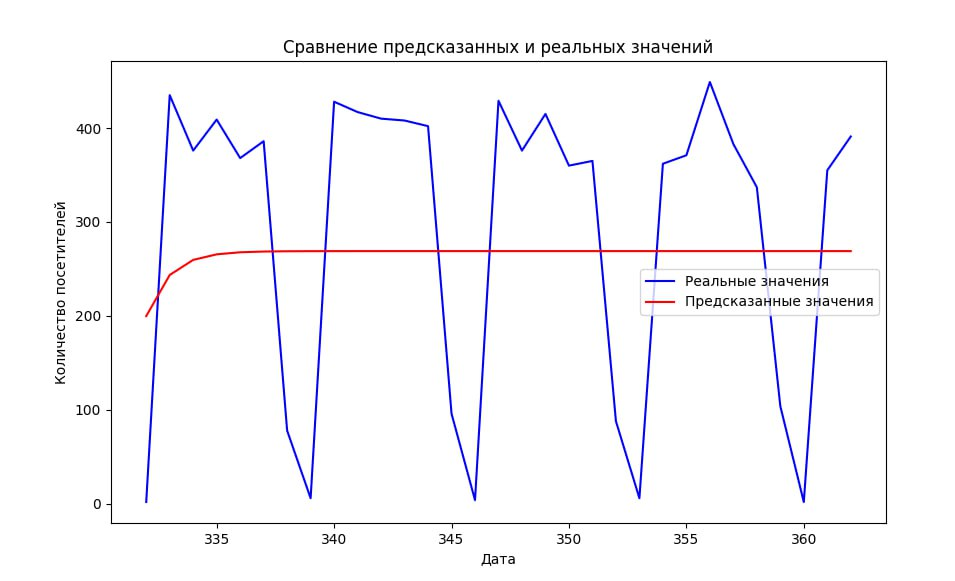 Сравнение предсказанных и реальных значений
Количество посетителей
400
300
200
100
0
Реальные значения
Предсказанные значения
335 340 345 350 355 360
Дата